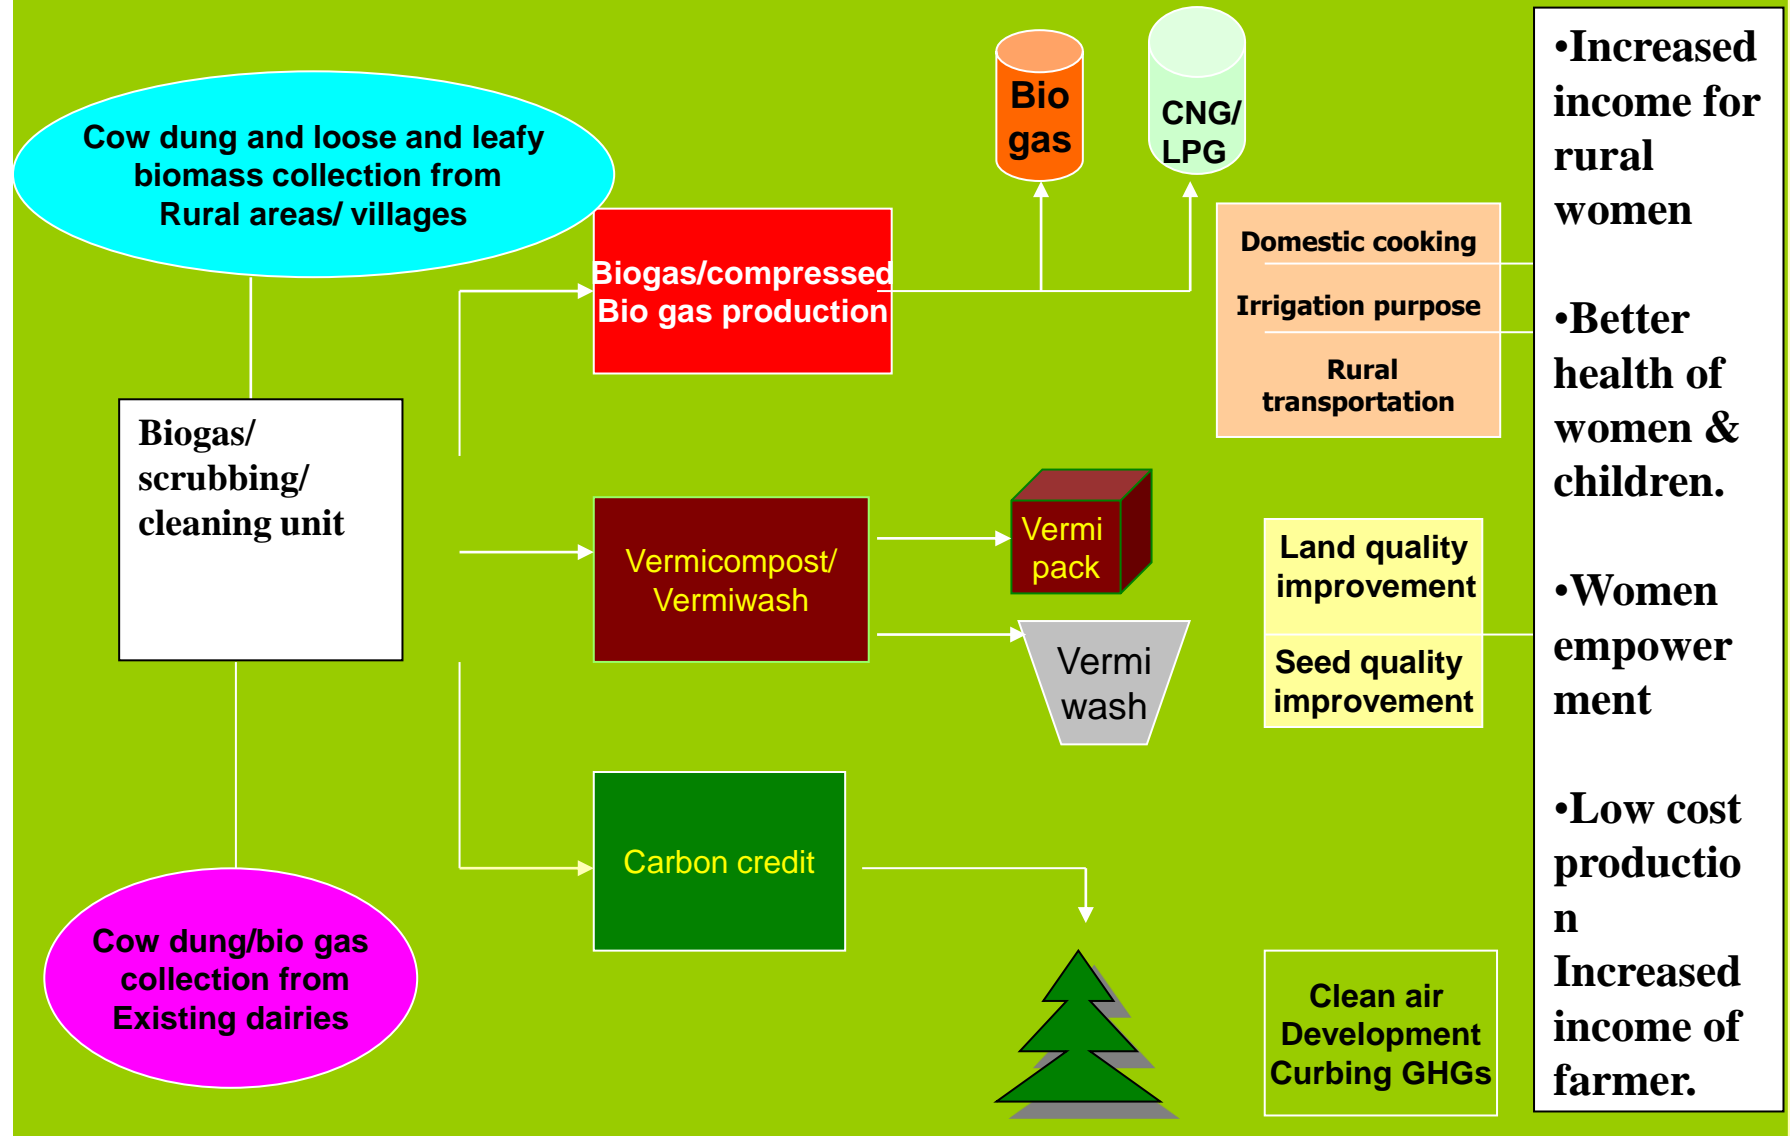 Cow dung and loose and leafy
biomass collection from
Rural areas/ villages
Biogas/
scrubbing/
cleaning unit
Cow dung/bio gas
collection from
Existing dairies
Biogas/compressed
Bio gas production
Vermicompost/
Vermiwash
Carbon credit
Bio
gas
CNG/
LPG
Vermi
pack
Vermi
wash
Domestic cooking
Irrigation purpose
Rural
transportation
Land quality
improvement
Seed quality
improvement
Clean air
Development
Curbing GHGs
•Increased
income for
rural
women
•Better
health of
women &
children.
•Women
empower
ment
•Low cost
productio
n
Increased
income of
farmer.